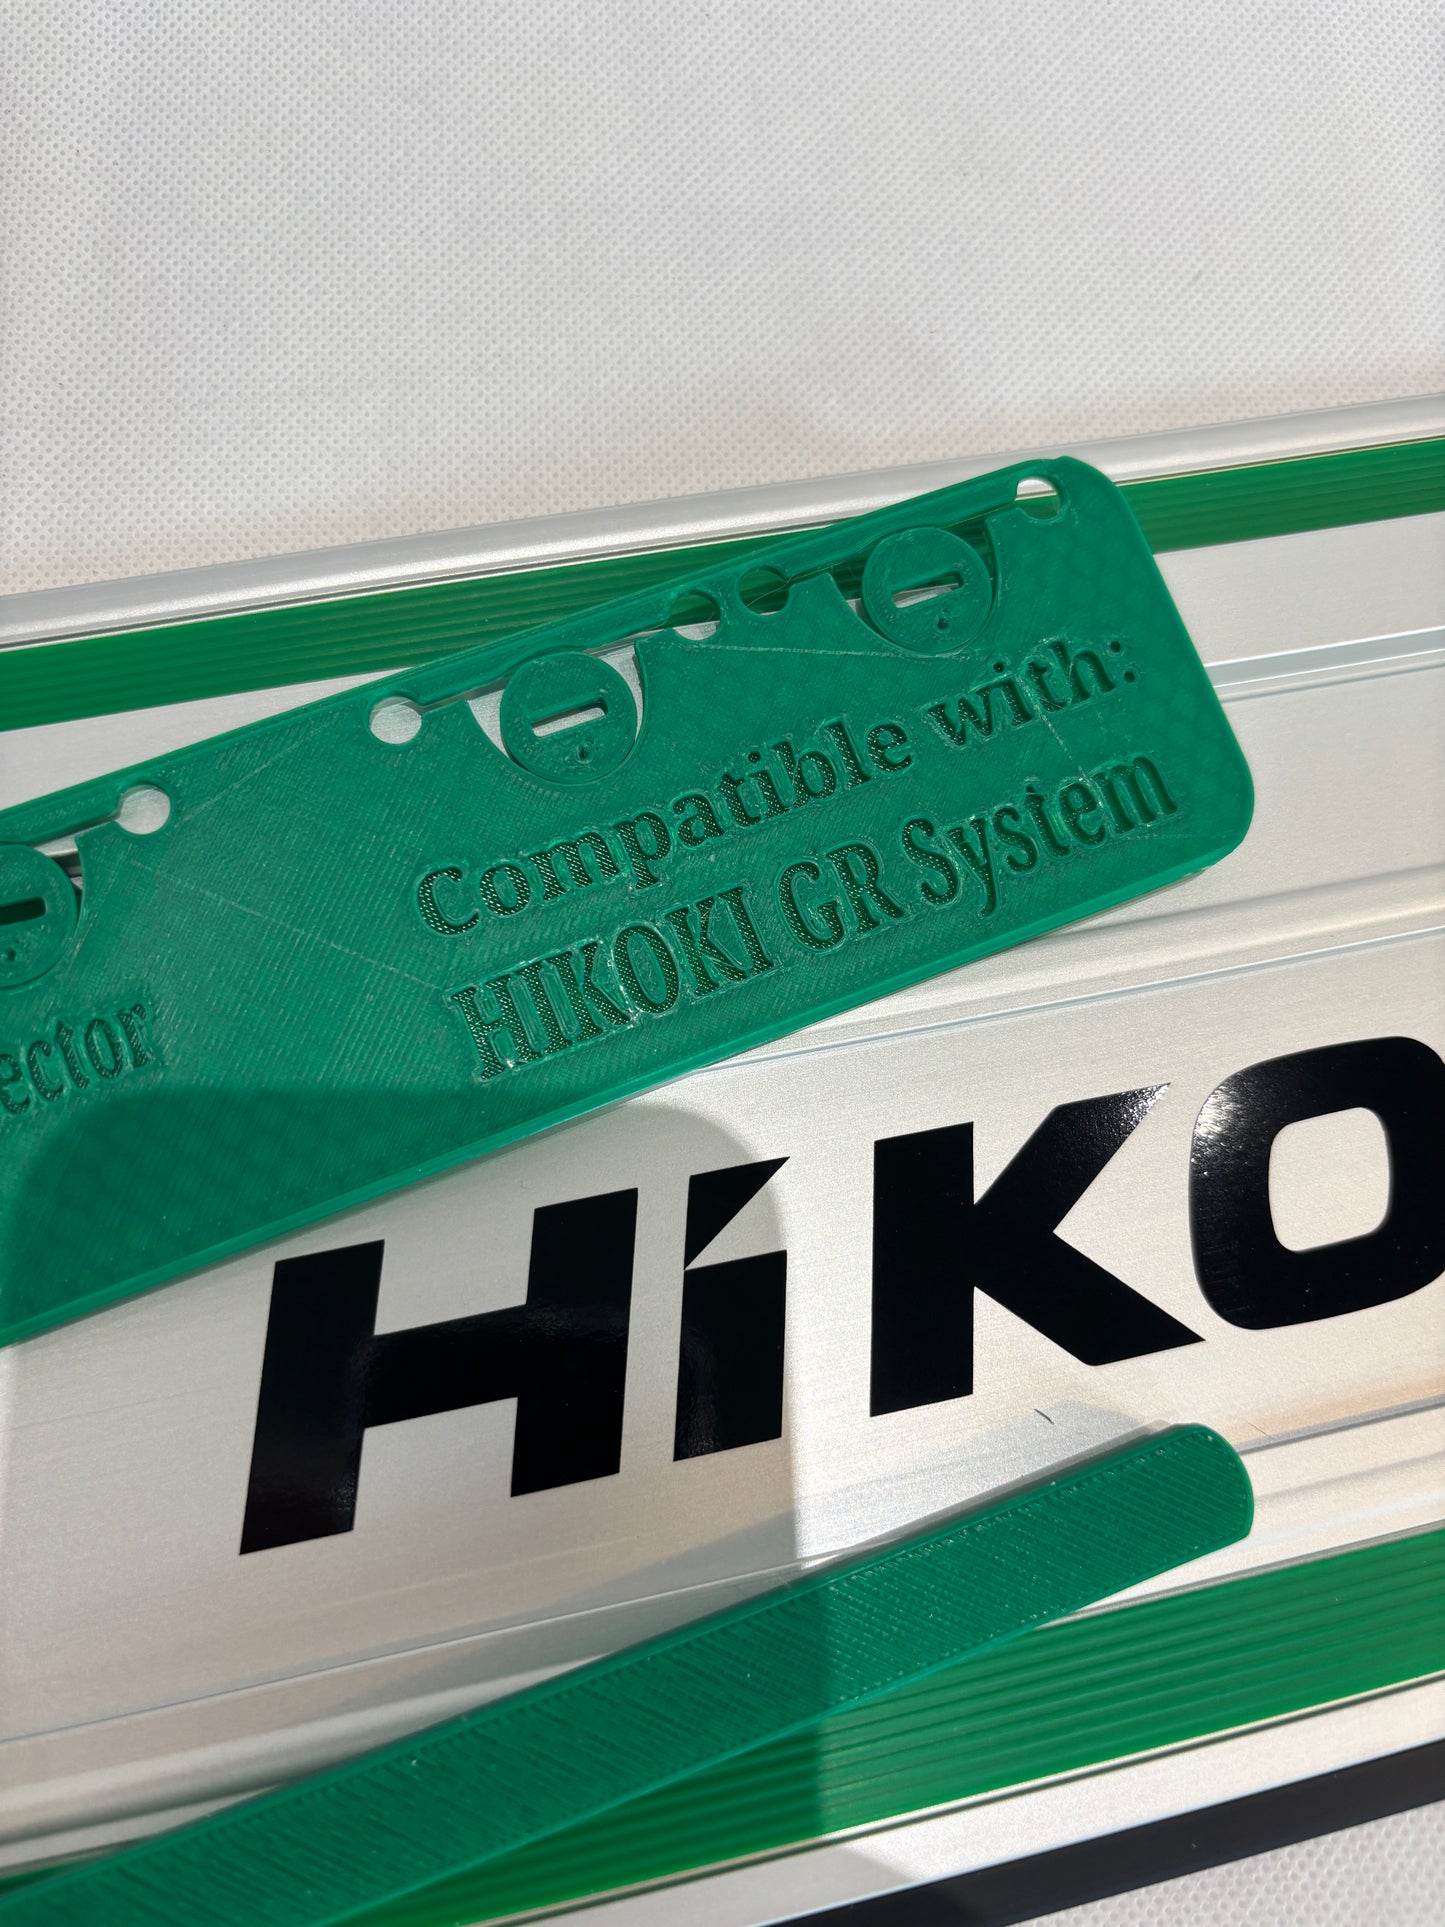 Compatible with:
HIKOKI GR System
ector
HiKO